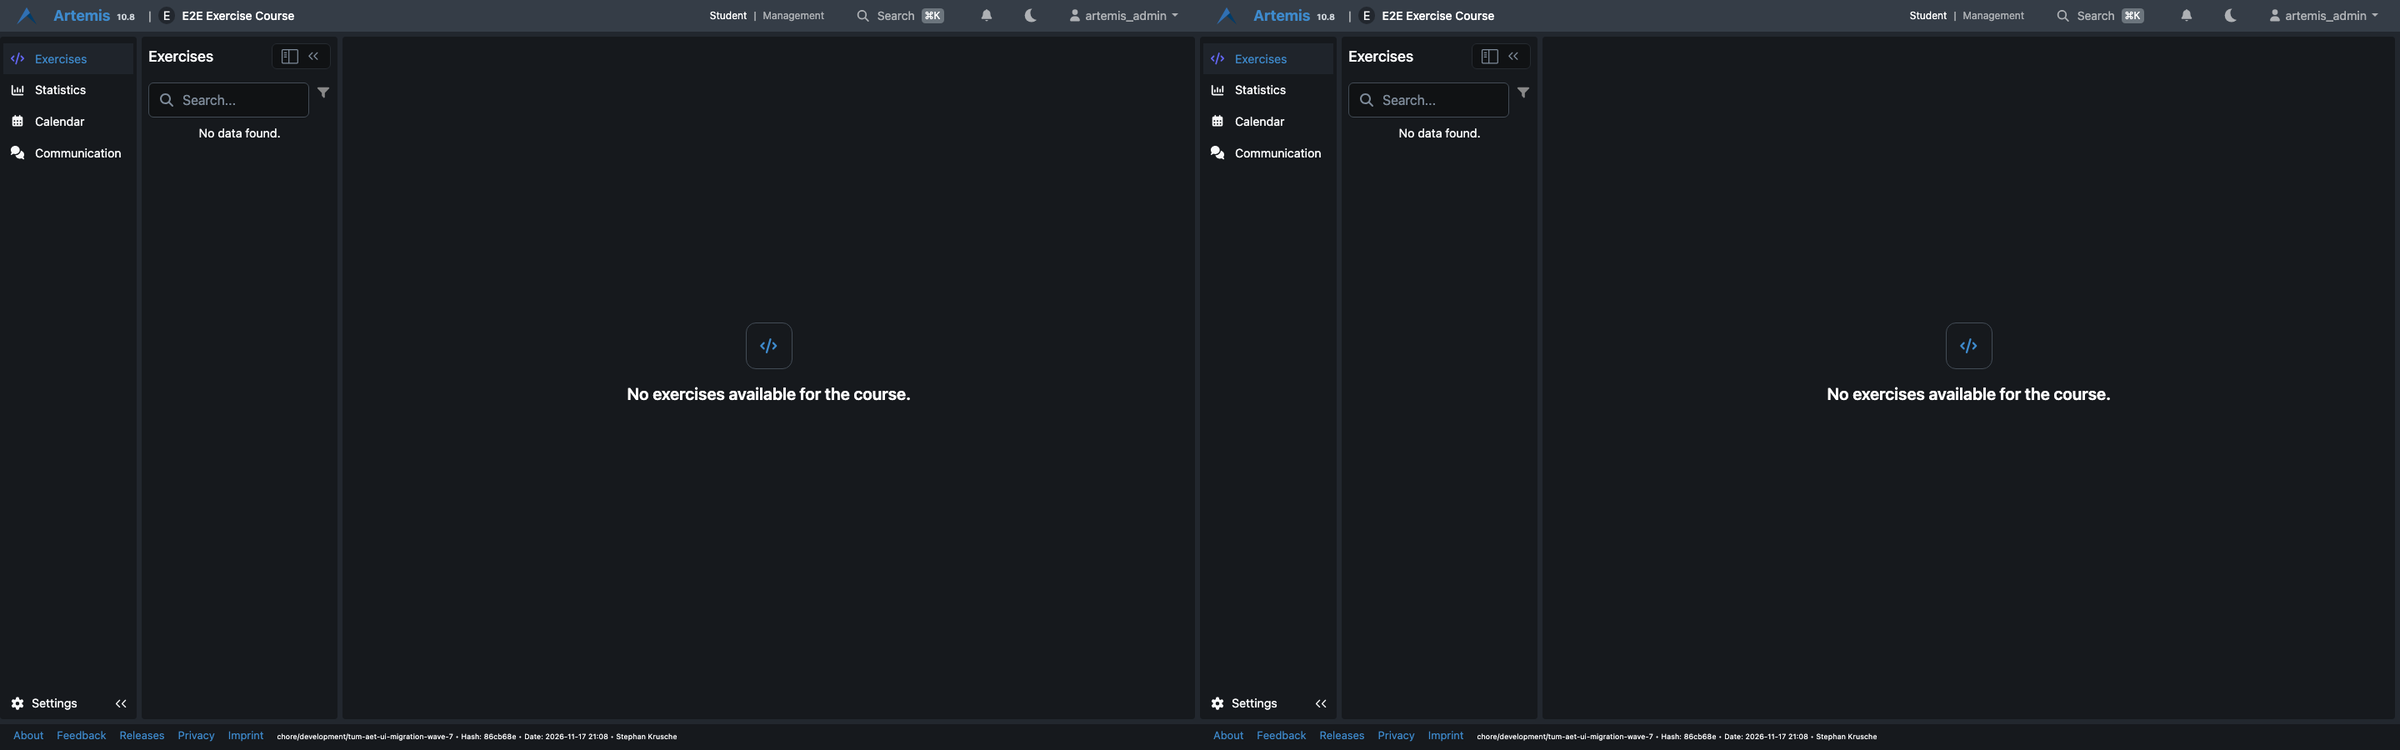 Artemis 10.8 | E E2E Exercise Course Student | Management Search ⌘K artemis_admin
Exercises
Statistics
Calendar
Communication
Exercises
Search...
No data found.
No exercises available for the course.
Settings
About Feedback Releases Privacy Imprint chore/development/tum-aet-ui-migration-wave-7 • Hash: 86cb68e • Date: 2026-11-17 21:08 • Stephan Krusche
Artemis 10.8 | E E2E Exercise Course Student | Management Search ⌘K artemis_admin
Exercises
Statistics
Calendar
Communication
Exercises
Search...
No data found.
No exercises available for the course.
Settings
About Feedback Releases Privacy Imprint chore/development/tum-aet-ui-migration-wave-7 • Hash: 86cb68e • Date: 2026-11-17 21:08 • Stephan Krusche